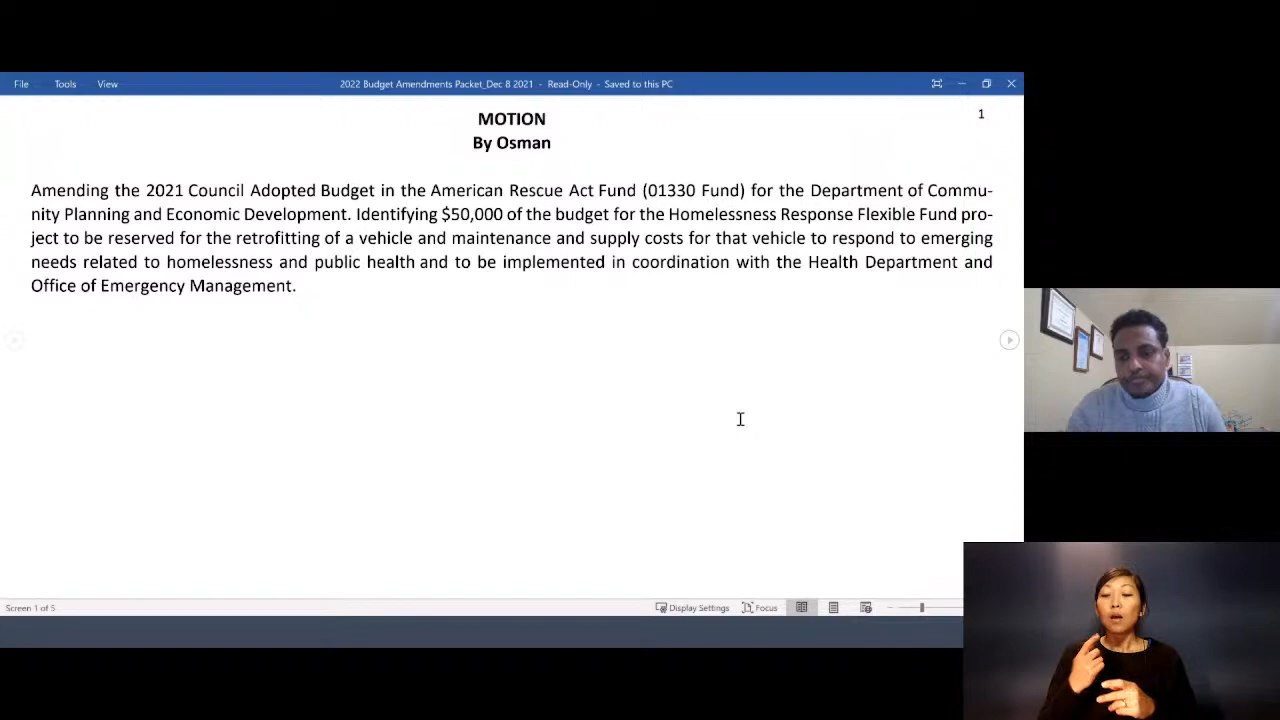 File Tools View 2022 Budget Amendments Packet_Dec 8 2021 - Read-Only - Saved to this PC
1
MOTION
By Osman
Amending the 2021 Council Adopted Budget in the American Rescue Act Fund (01330 Fund) for the Department of Commu-
nity Planning and Economic Development. Identifying $50,000 of the budget for the Homelessness Response Flexible Fund pro-
ject to be reserved for the retrofitting of a vehicle and maintenance and supply costs for that vehicle to respond to emerging
needs related to homelessness and public health and to be implemented in coordination with the Health Department and
Office of Emergency Management.
Screen 1 of 5 Display Settings Focus